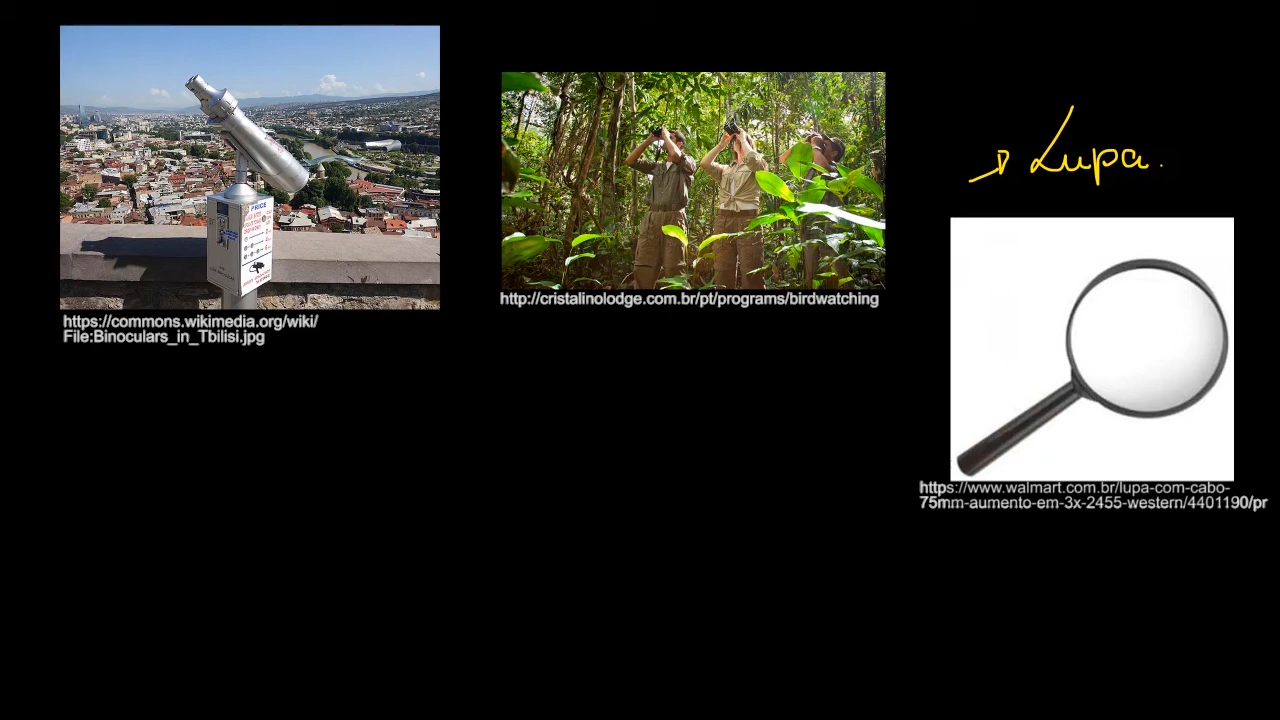 PRICE
https://commons.wikimedia.org/wiki/
File:Binoculars_in_Tbilisi.jpg
http://cristalinolodge.com.br/pt/programs/birdwatching
Lupa.
https://www.walmart.com.br/lupa-com-cabo-
75mm-aumento-em-3x-2455-western/4401190/pr